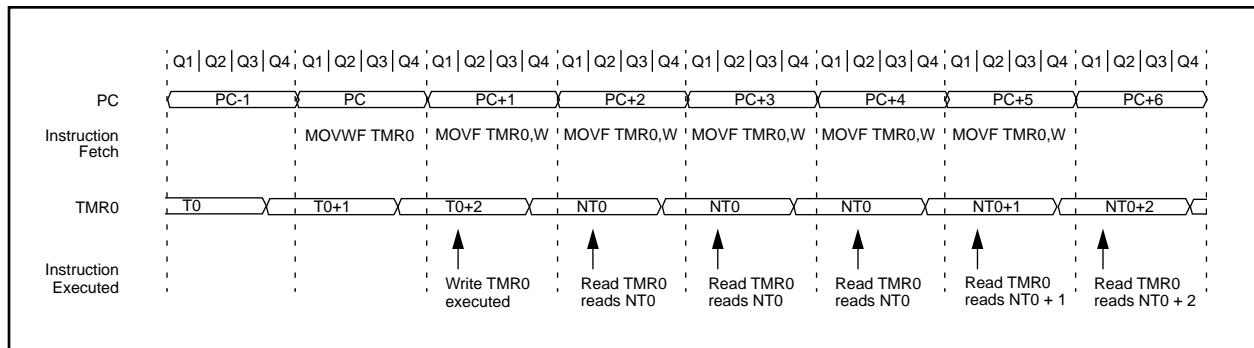 Q1 Q2 Q3 Q4 Q1 Q2 Q3 Q4 Q1 Q2 Q3 Q4 Q1 Q2 Q3 Q4 Q1 Q2 Q3 Q4 Q1 Q2 Q3 Q4 Q1 Q2 Q3 Q4 Q1 Q2 Q3 Q4
PC PC-1 PC PC+1 PC+2 PC+3 PC+4 PC+5 PC+6
Instruction
Fetch
MOVWF TMR0 MOVF TMR0,W MOVF TMR0,W MOVF TMR0,W MOVF TMR0,W MOVF TMR0,W
TMR0 T0 T0+1 T0+2 NT0 NT0 NT0 NT0+1 NT0+2
Instruction
Executed
Write TMR0
executed
Read TMR0
reads NT0
Read TMR0
reads NT0
Read TMR0
reads NT0
Read TMR0
reads NT0 + 1
Read TMR0
reads NT0 + 2